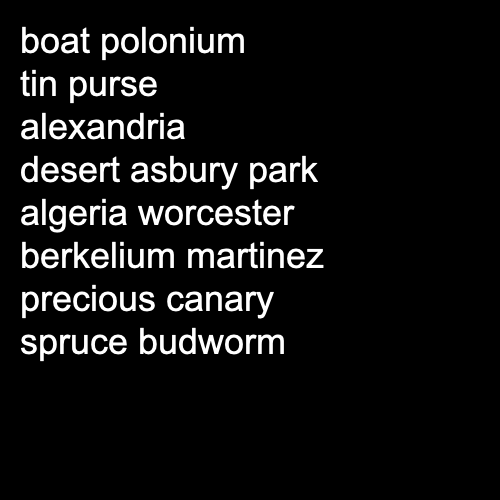 boat polonium
tin purse
alexandria
desert asbury park
algeria worcester
berkelium martinez
precious canary
spruce budworm